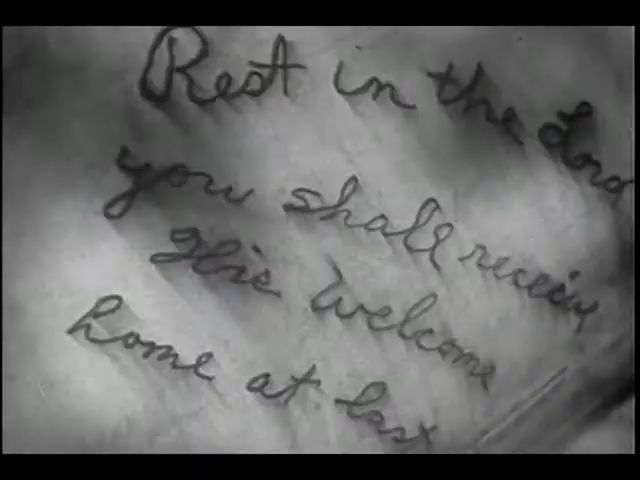 Rest in the Lord
you shall receive
His Welcome
home at last